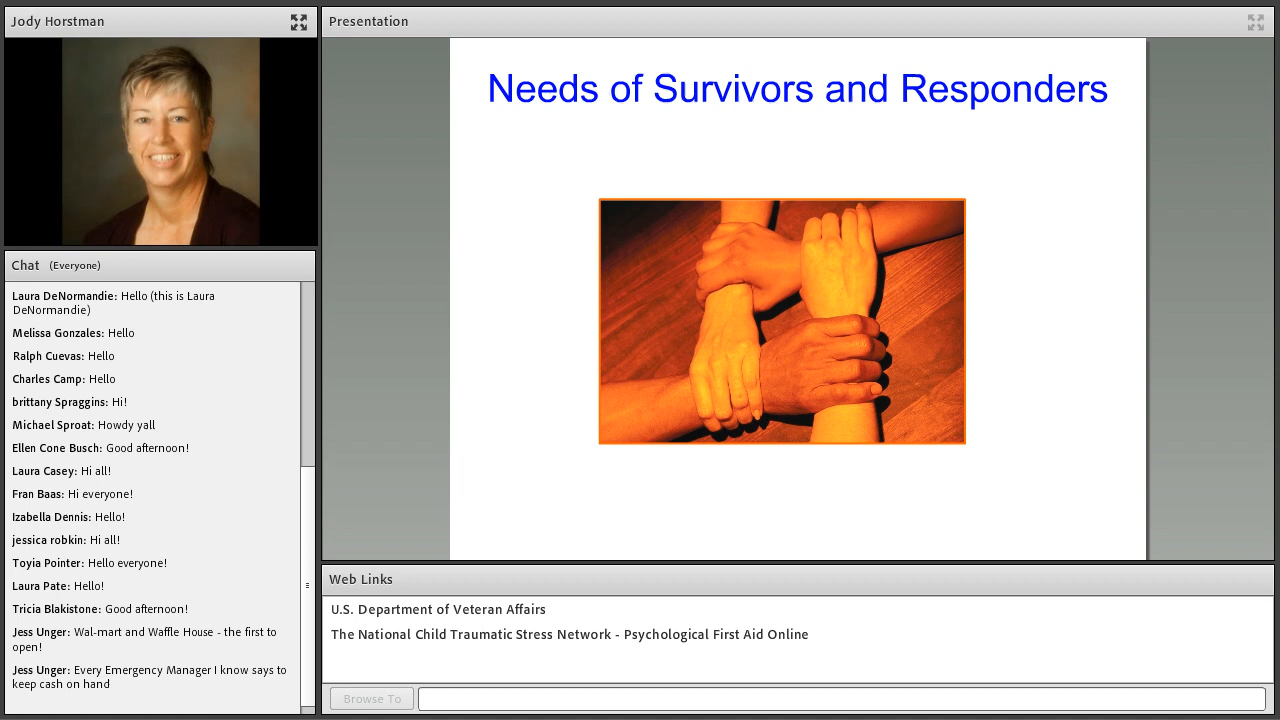 Jody Horstman
Chat (Everyone)
Laura DeNormandie: Hello (this is Laura
DeNormandie)
Melissa Gonzales: Hello
Ralph Cuevas: Hello
Charles Camp: Hello
brittany Spraggins: Hi!
Michael Sproat: Howdy yall
Ellen Cone Busch: Good afternoon!
Laura Casey: Hi all!
Fran Baas: Hi everyone!
Izabella Dennis: Hello!
jessica robkin: Hi all!
Toyia Pointer: Hello everyone!
Laura Pate: Hello!
Tricia Blakistone: Good afternoon!
Jess Unger: Wal-mart and Waffle House - the first to
open!
Jess Unger: Every Emergency Manager I know says to
keep cash on hand
Presentation
Needs of Survivors and Responders
Web Links
U.S. Department of Veteran Affairs
The National Child Traumatic Stress Network - Psychological First Aid Online
Browse To